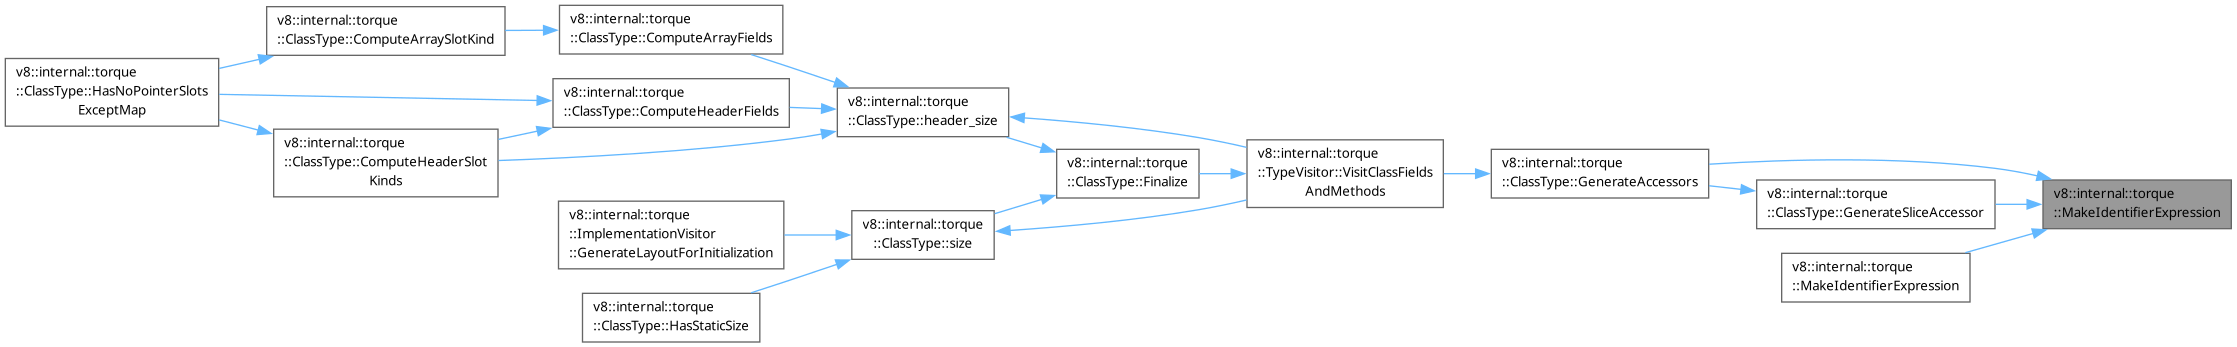 v8::internal::torque
::ClassType::HasNoPointerSlots
ExceptMap
v8::internal::torque
::ClassType::ComputeArraySlotKind
v8::internal::torque
::ClassType::ComputeHeaderSlot
Kinds
v8::internal::torque
::ClassType::ComputeArrayFields
v8::internal::torque
::ClassType::ComputeHeaderFields
v8::internal::torque
::ImplementationVisitor
::GenerateLayoutForInitialization
v8::internal::torque
::ClassType::HasStaticSize
v8::internal::torque
::ClassType::header_size
v8::internal::torque
::ClassType::size
v8::internal::torque
::ClassType::Finalize
v8::internal::torque
::TypeVisitor::VisitClassFields
AndMethods
v8::internal::torque
::ClassType::GenerateAccessors
v8::internal::torque
::ClassType::GenerateSliceAccessor
v8::internal::torque
::MakeIdentifierExpression
v8::internal::torque
::MakeIdentifierExpression